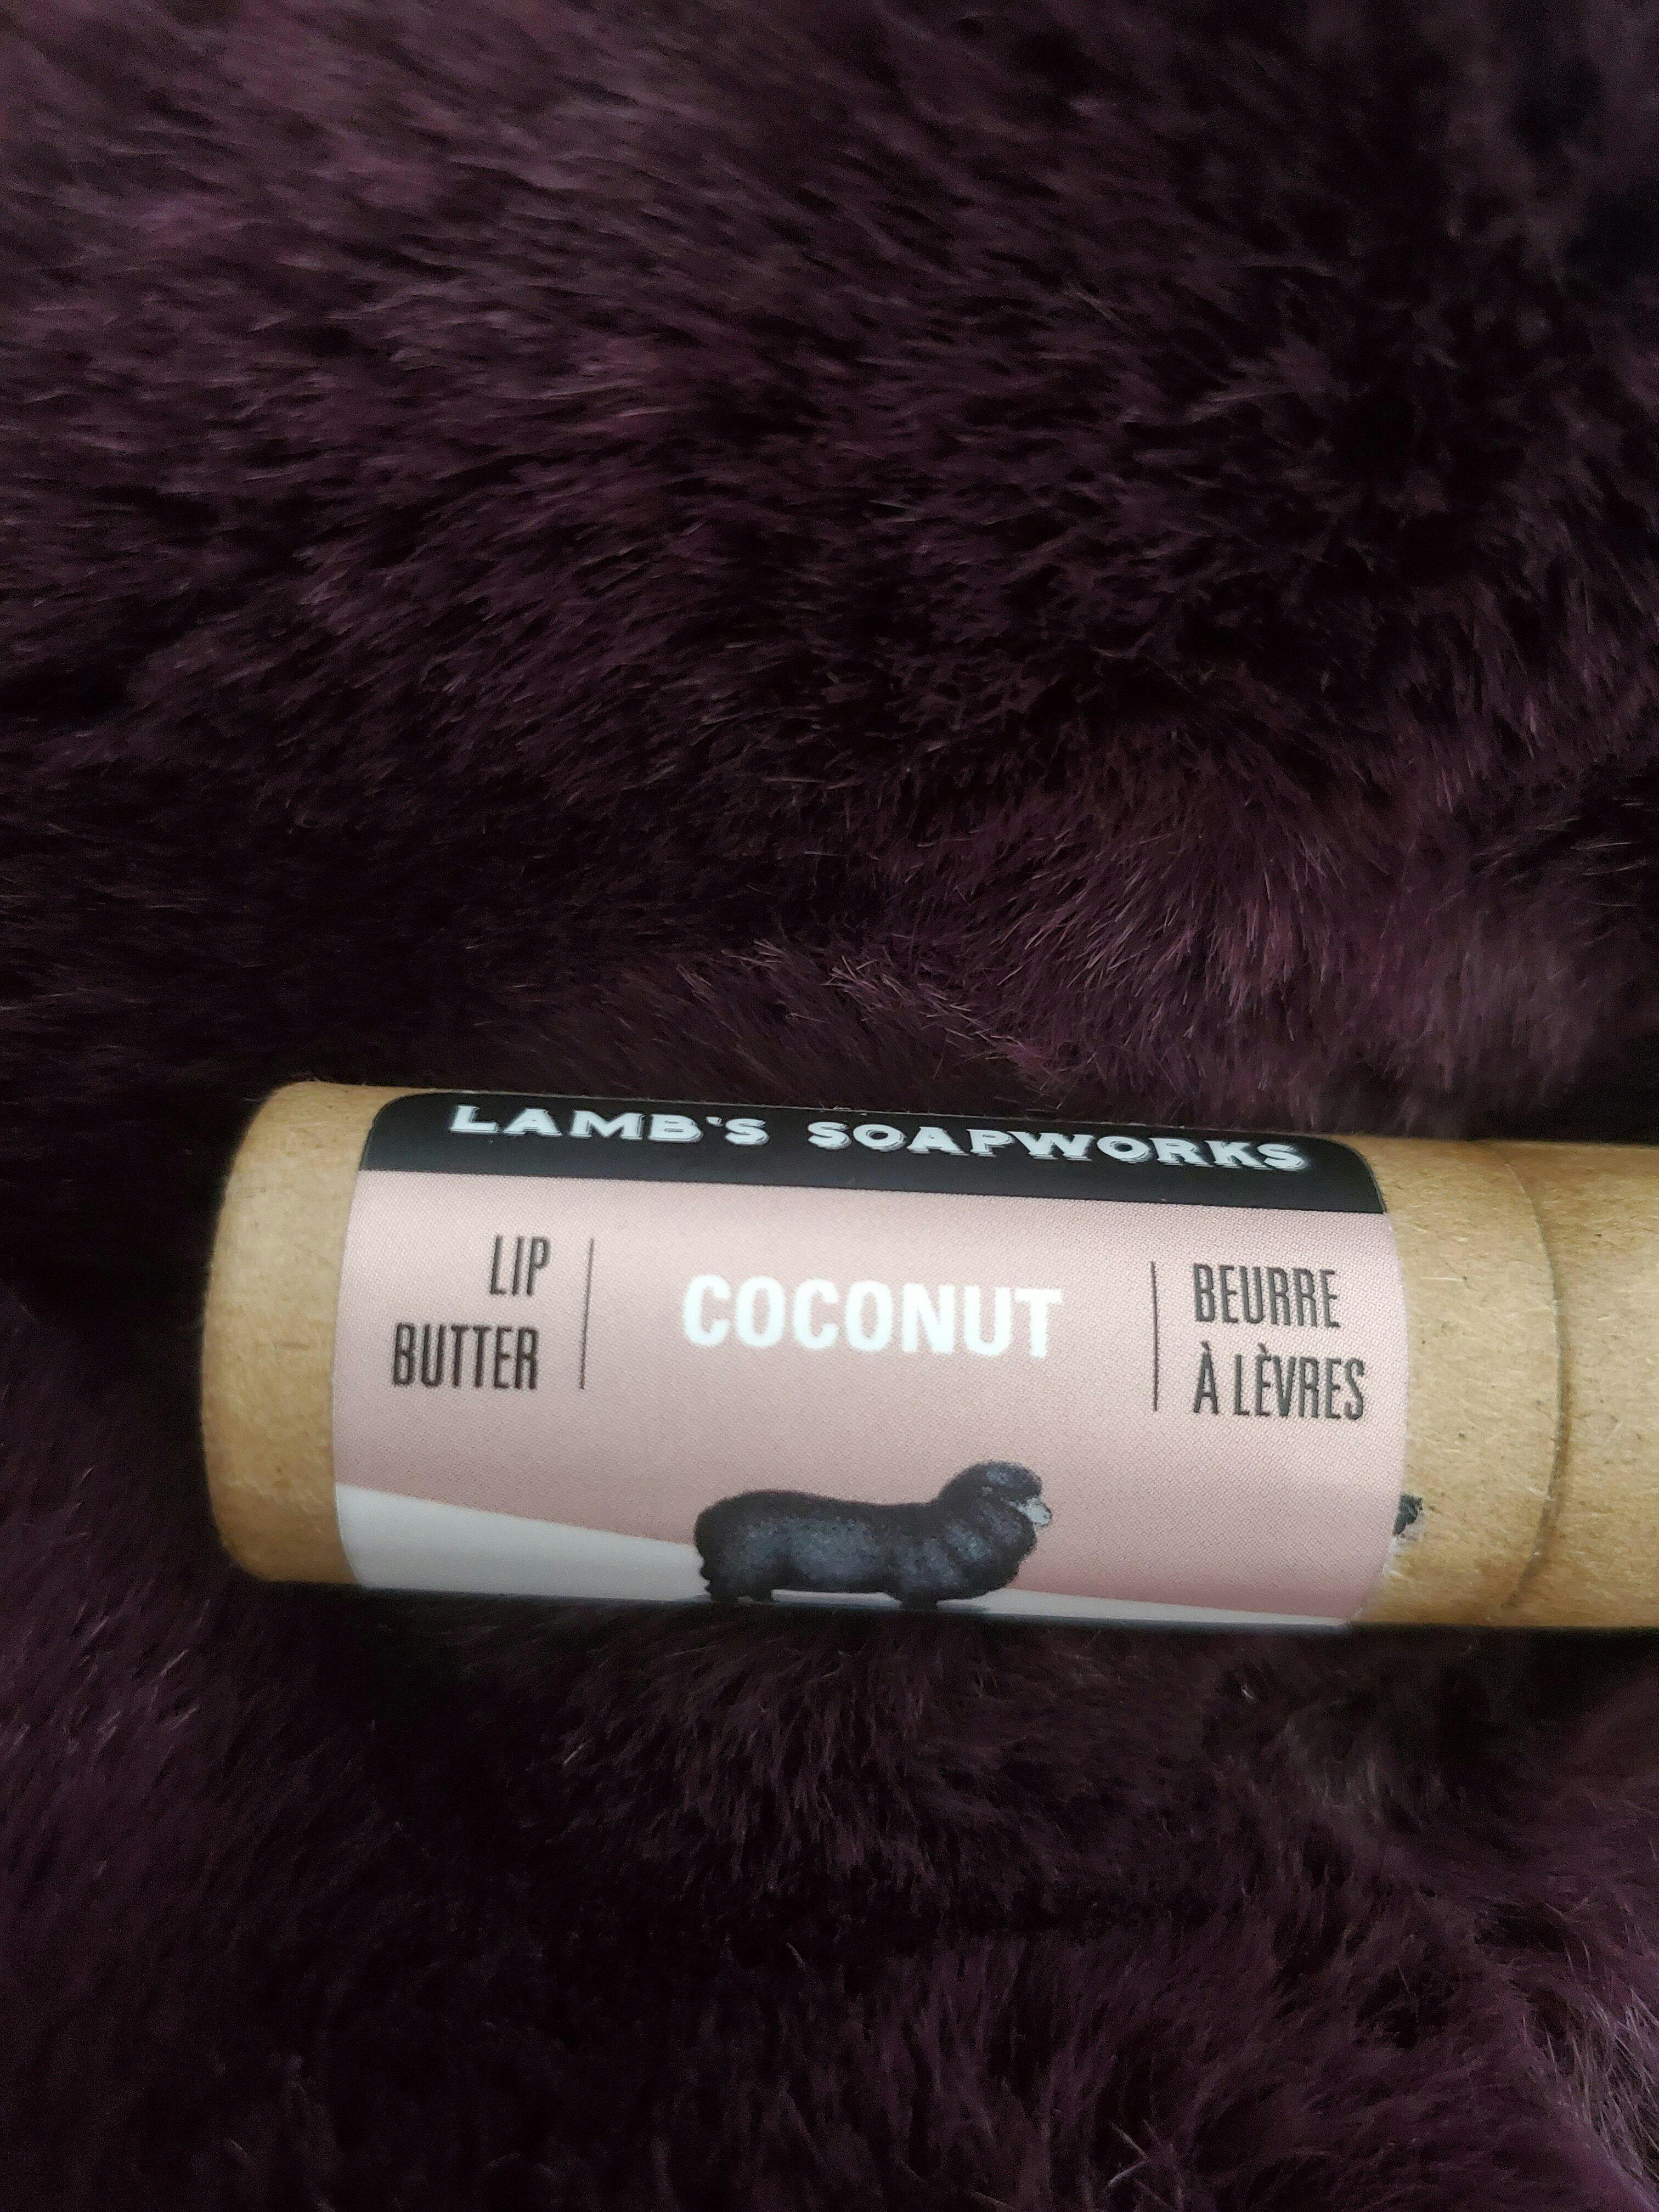 LAMB'S SOAPWORKS
LIP
BUTTER
COCONUT
BEURRE
À LÈVRES